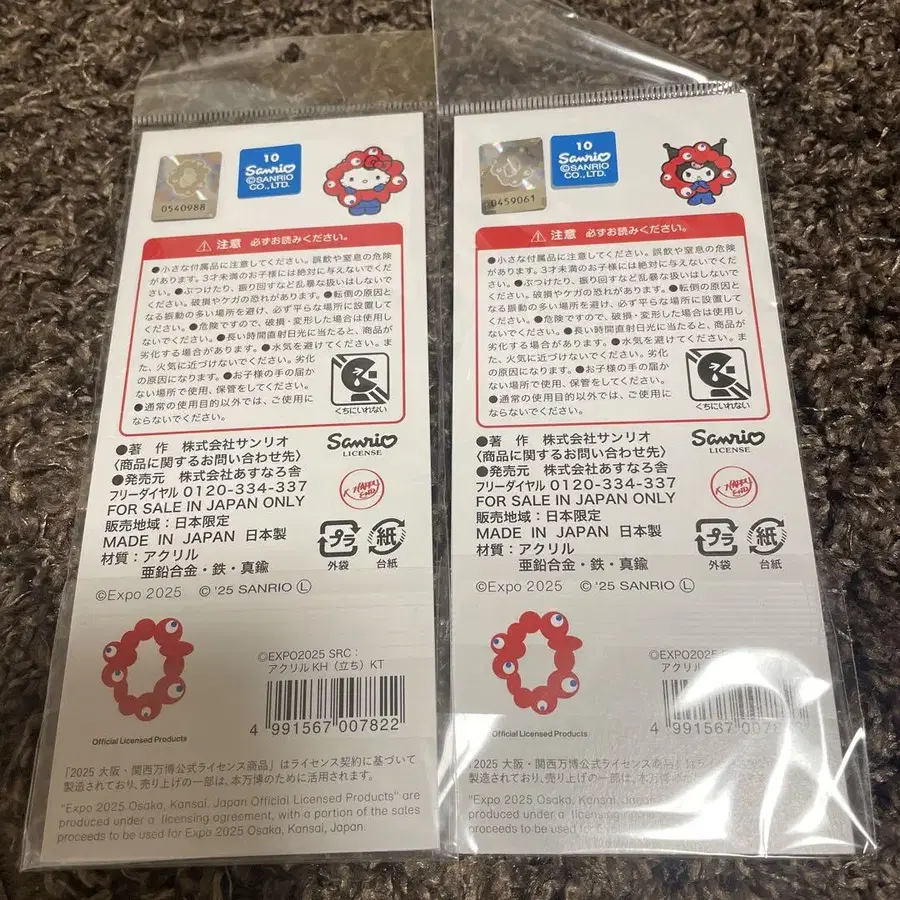 0540988
10
Sanrio
©SANRIO
CO., LTD.
注意 必ずお読みください。
●小さな付属品に注意してください。誤飲や窒息の危険
があります。3才未満のお子様には絶対に与えないでくだ
さい。●ぶつけたり、振り回すなど乱暴な扱いはしないで
ください。破損やケガの恐れがあります。●転倒の原因と
なる振動の多い場所を避け、必ず平らな場所に設置して
ください。●危険ですので、破損・変形した場合は使用し
ないでください。●長い時間直射日光に当たると、商品が
劣化する場合があります。●水気を避けてください。ま
た、火気に近づけないでください。劣化
の原因になります。●お子様の手の届か
ない場所で使用、保管をしてください。
●通常の使用目的以外では、ご使用に
ならないでください。
くちにいれない
●著 作 株式会社サンリオ
〈商品に関するお問い合わせ先〉
●発売元 株式会社あすなろ舎
フリーダイヤル 0120-334-337
FOR SALE IN JAPAN ONLY
販売地域：日本限定
MADE IN JAPAN 日本製
材質：アクリル
亜鉛合金・鉄・真鍮
Sanrio
LICENSE
HAPPY
END
プラ
外袋
紙
台紙
©Expo 2025 © '25 SANRIO Ⓛ
©EXPO2025 SRC：
アクリルKH（立ち）KT
4 991567 007822
Official Licensed Products
「2025 大阪・関西万博公式ライセンス商品」はライセンス契約に基づいて
製造されており、売り上げの一部は、本万博のために活用されます。
"Expo 2025 Osaka, Kansai, Japan Official Licensed Products" are
produced under a licensing agreement, with a portion of the sales
proceeds to be used for Expo 2025 Osaka, Kansai, Japan.
0459061
10
Sanrio
©SANRIO
CO., LTD.
注意 必ずお読みください。
●小さな付属品に注意してください。誤飲や窒息の危険
があります。3才未満のお子様には絶対に与えないでくだ
さい。●ぶつけたり、振り回すなど乱暴な扱いはしないで
ください。破損やケガの恐れがあります。●転倒の原因と
なる振動の多い場所を避け、必ず平らな場所に設置して
ください。●危険ですので、破損・変形した場合は使用し
ないでください。●長い時間直射日光に当たると、商品が
劣化する場合があります。●水気を避けてください。ま
た、火気に近づけないでください。劣化
の原因になります。●お子様の手の届か
ない場所で使用、保管をしてください。
●通常の使用目的以外では、ご使用に
ならないでください。
くちにいれない
●著 作 株式会社サンリオ
〈商品に関するお問い合わせ先〉
●発売元 株式会社あすなろ舎
フリーダイヤル 0120-334-337
FOR SALE IN JAPAN ONLY
販売地域：日本限定
MADE IN JAPAN 日本製
材質：アクリル
亜鉛合金・鉄・真鍮
Sanrio
LICENSE
HAPPY
END
プラ
外袋
紙
台紙
©Expo 2025 © '25 SANRIO Ⓛ
©EXPO2025
アクリル
4 991567
Official Licensed Products
「2025 大阪・関西万博公式ライセンス商品」は
製造されており、売り上げの一部は、本万博
"Expo 2025 Osaka, Kansai, Japan Official Licensed
produced under a licensing agreement, with
proceeds to be used for Expo 2025 Osaka,